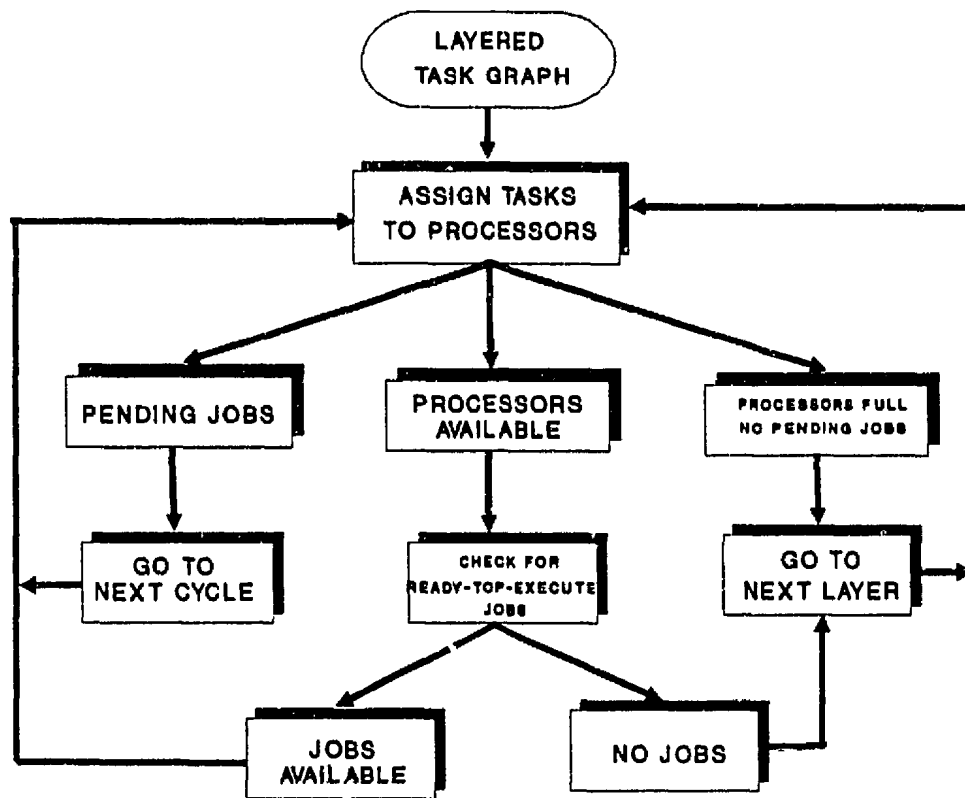 LAYERED
TASK GRAPH
ASSIGN TASKS
TO PROCESSORS
PENDING JOBS
PROCESSORS
AVAILABLE
PROCESSORS FULL
NO PENDING JOBS
GO TO
NEXT CYCLE
CHECK FOR
READY-TOP-EXECUTE
JOBS
GO TO
NEXT LAYER
JOBS
AVAILABLE
NO JOBS